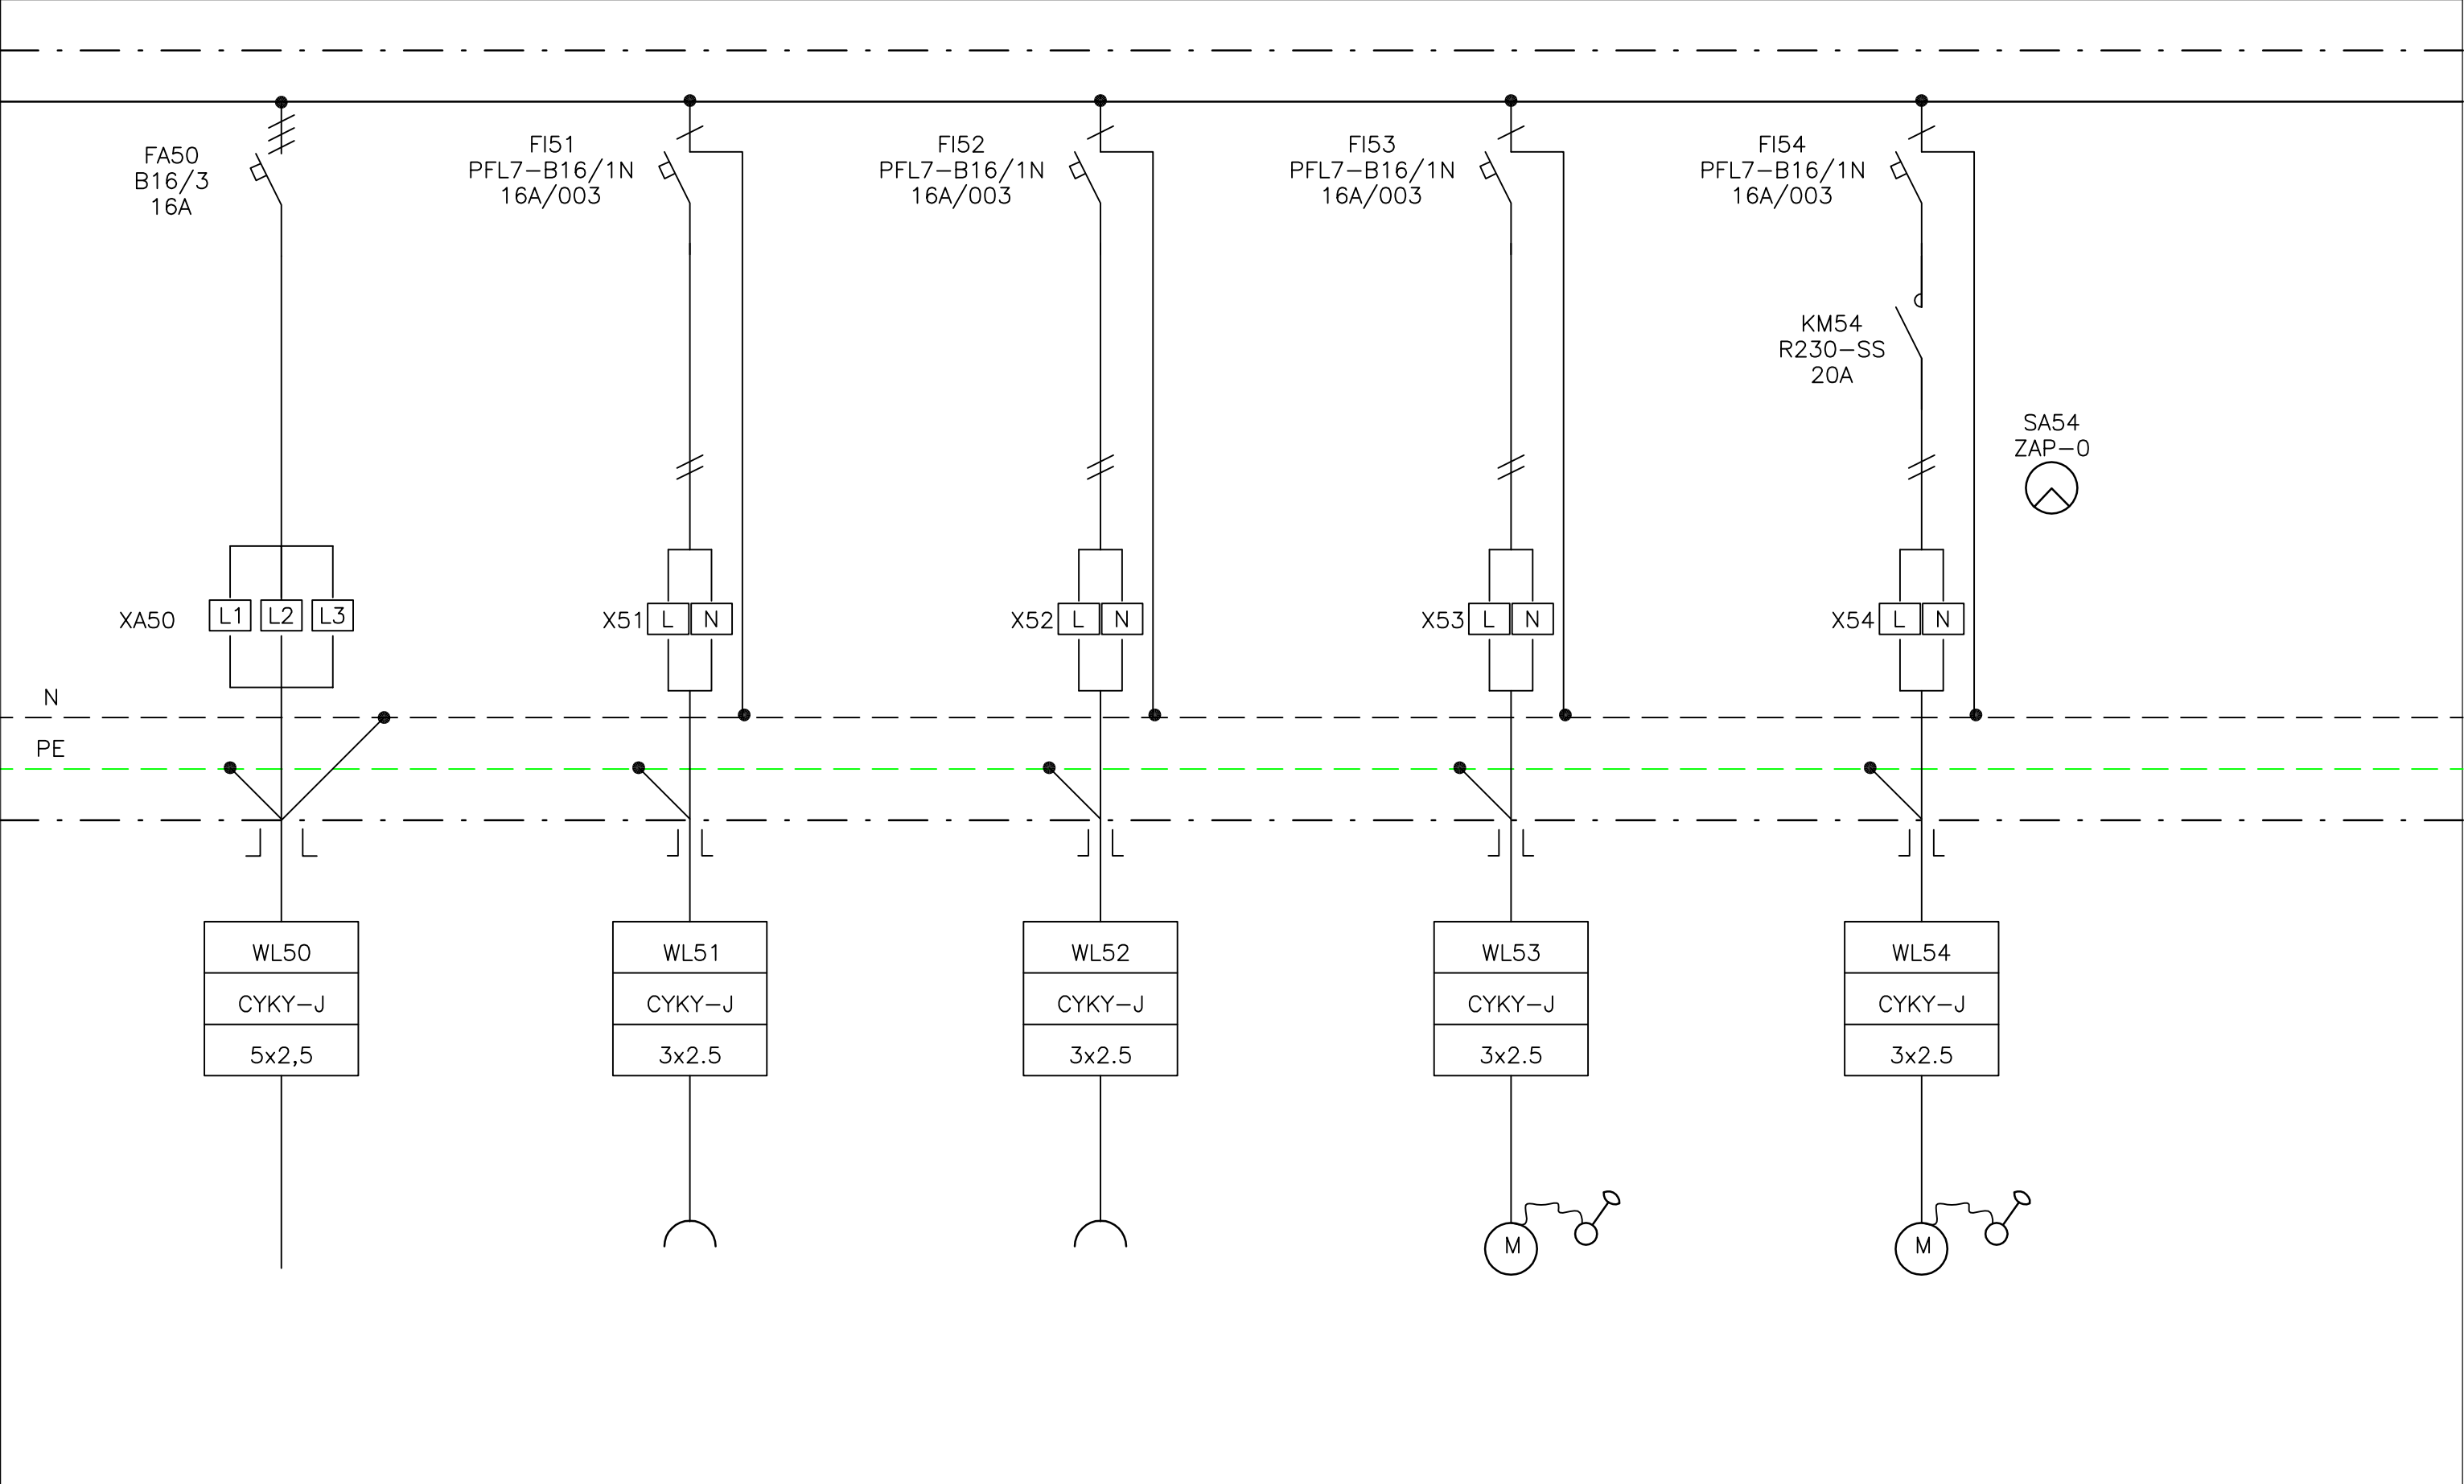 FA50
B16/3
16A
FI51
PFL7-B16/1N
16A/003
FI52
PFL7-B16/1N
16A/003
FI53
PFL7-B16/1N
16A/003
FI54
PFL7-B16/1N
16A/003
KM54
R230-SS
20A
SA54
ZAP-0
XA50 L1 L2 L3
X51 L N
X52 L N
X53 L N
X54 L N
N
PE
WL50
CYKY-J
5x2,5
WL51
CYKY-J
3x2.5
WL52
CYKY-J
3x2.5
WL53
CYKY-J
3x2.5
WL54
CYKY-J
3x2.5
M
M